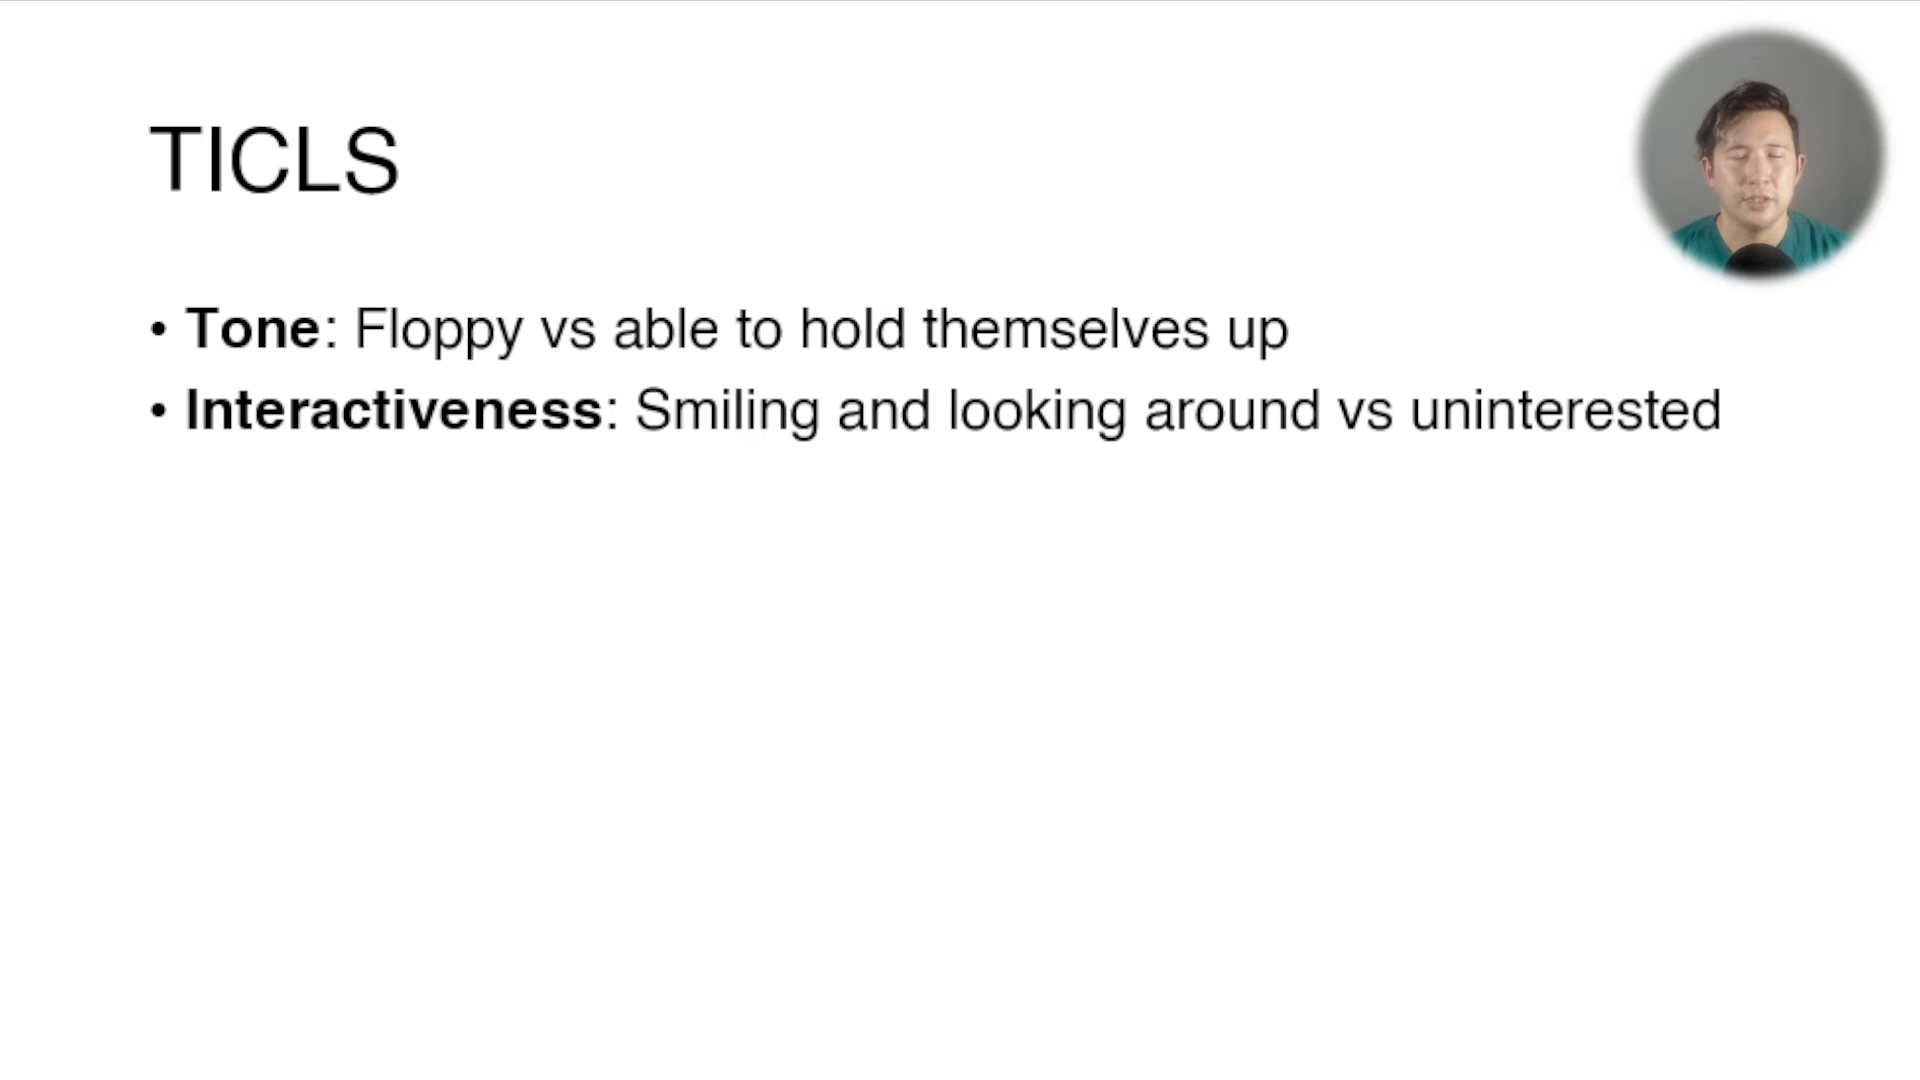 TICLS
• Tone: Floppy vs able to hold themselves up
• Interactiveness: Smiling and looking around vs uninterested